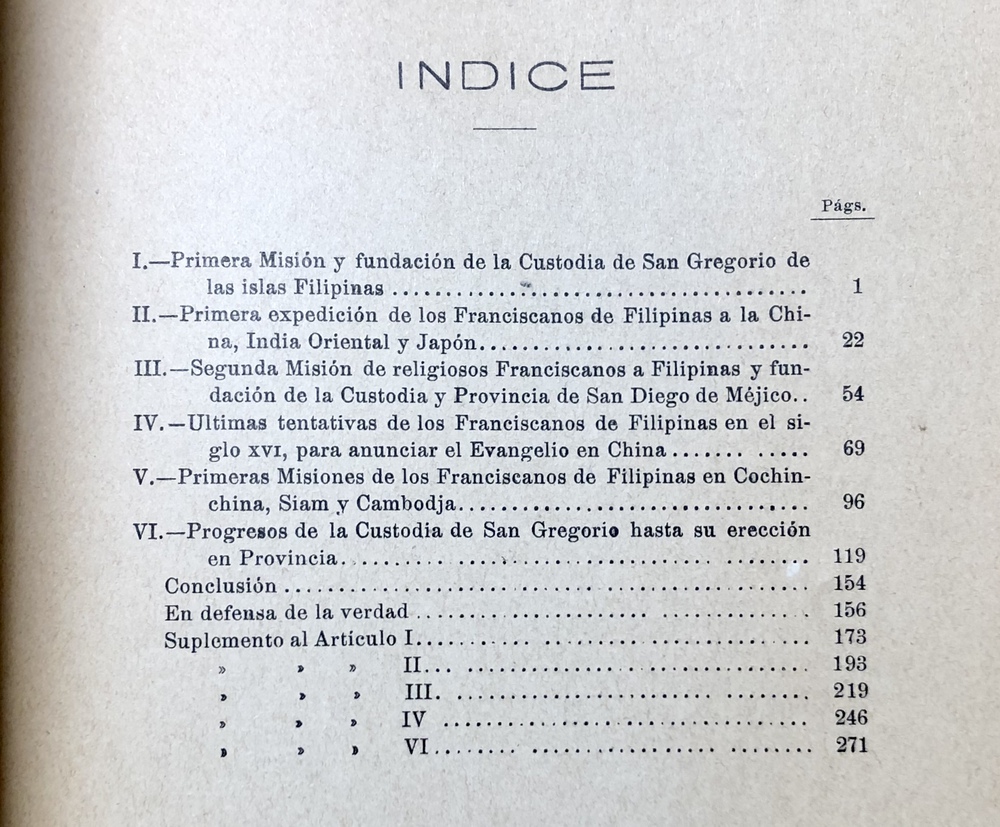 INDICE
Págs.
I.—Primera Misión y fundación de la Custodia de San Gregorio de
las islas Filipinas ........................................ 1
II.—Primera expedición de los Franciscanos de Filipinas a la Chi-
na, India Oriental y Japón................................ 22
III.—Segunda Misión de religiosos Franciscanos a Filipinas y fun-
dación de la Custodia y Provincia de San Diego de Méjico.. 54
IV.—Ultimas tentativas de los Franciscanos de Filipinas en el si-
glo XVI, para anunciar el Evangelio en China ....... ..... 69
V.—Primeras Misiones de los Franciscanos de Filipinas en Cochin-
china, Siam y Cambodja.................................. 96
VI.—Progresos de la Custodia de San Gregorio hasta su erección
en Provincia..................................... ........ 119
Conclusión .................................................. 154
En defensa de la verdad ..................................... 156
Suplemento al Artículo I..................................... 173
» » » II... ................................. 193
» » » III. .................................. 219
» » » IV ................................... 246
» » » VI........ .................. ........ 271